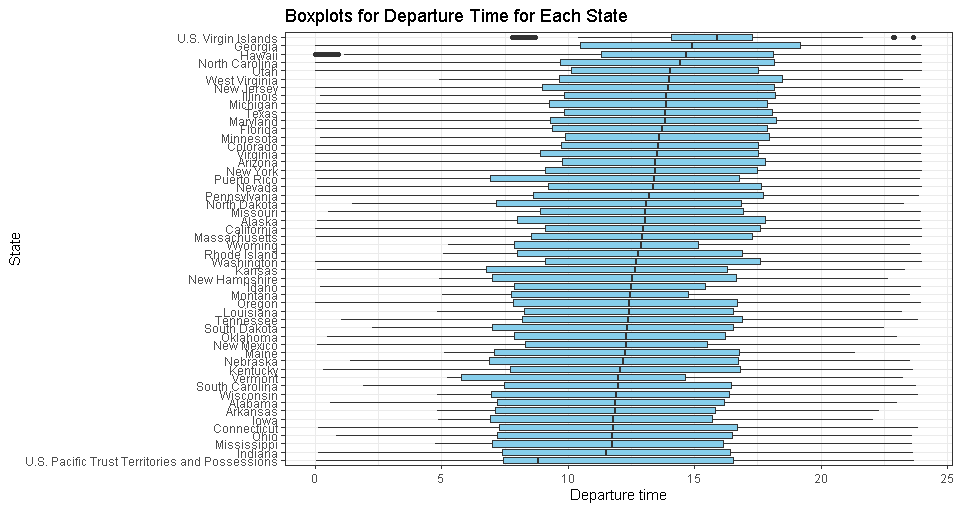 Boxplots for Departure Time for Each State
U.S. Virgin Islands
Georgia
Hawaii
North Carolina
Utah
West Virginia
New Jersey
Illinois
Michigan
Texas
Maryland
Florida
Minnesota
Colorado
Virginia
Arizona
New York
Puerto Rico
Nevada
Pennsylvania
North Dakota
Missouri
Alaska
California
Massachusetts
Wyoming
Rhode Island
Washington
Kansas
New Hampshire
Idaho
Montana
Oregon
Louisiana
Tennessee
South Dakota
Oklahoma
New Mexico
Maine
Nebraska
Kentucky
Vermont
South Carolina
Wisconsin
Alabama
Arkansas
Iowa
Connecticut
Ohio
Mississippi
Indiana
U.S. Pacific Trust Territories and Possessions
State
0 5 10 15 20 25
Departure time